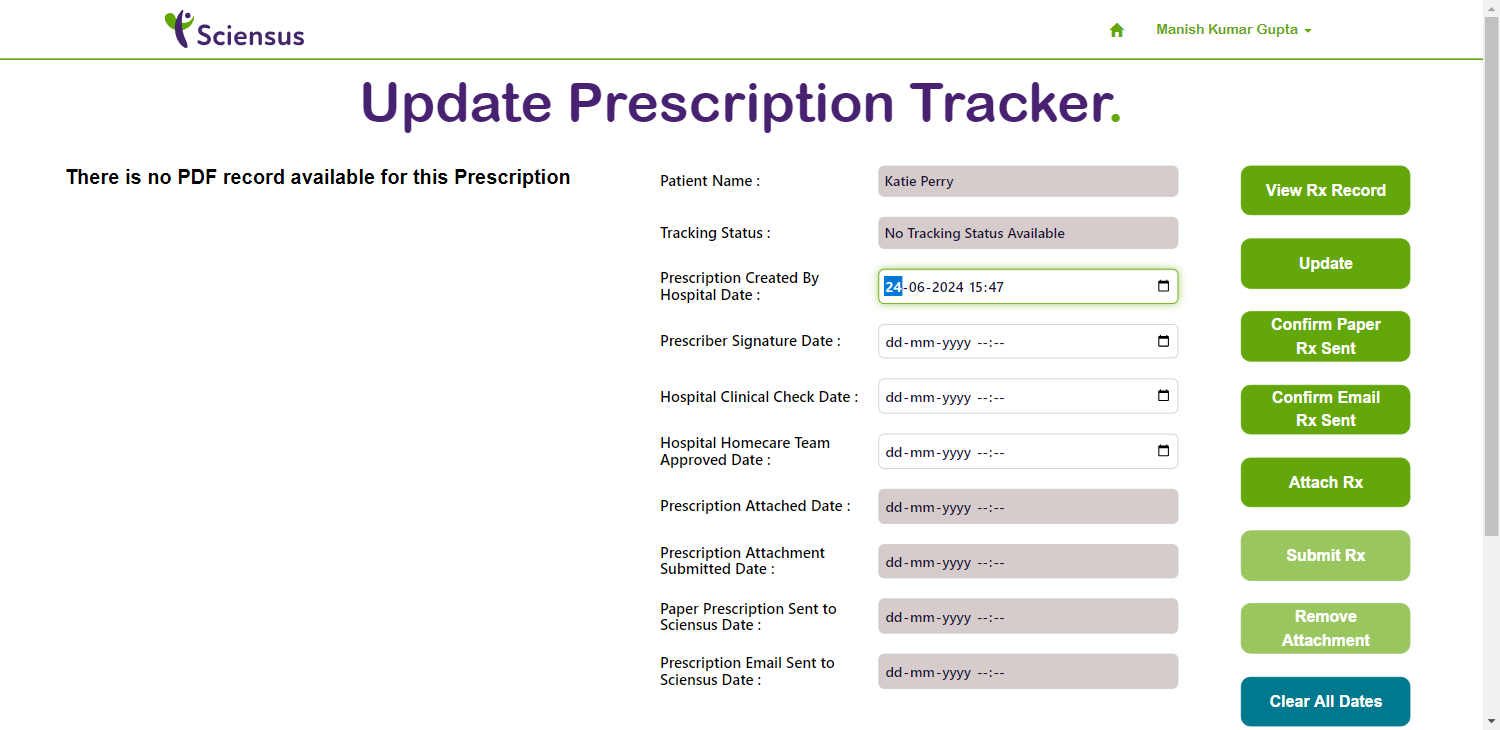 Sciensus
Manish Kumar Gupta
Update Prescription Tracker.
There is no PDF record available for this Prescription
Patient Name :
Katie Perry
Tracking Status :
No Tracking Status Available
Prescription Created By
Hospital Date :
24-06-2024 15:47
Prescriber Signature Date :
dd-mm-yyyy --:--
Hospital Clinical Check Date :
dd-mm-yyyy --:--
Hospital Homecare Team
Approved Date :
dd-mm-yyyy --:--
Prescription Attached Date :
dd-mm-yyyy --:--
Prescription Attachment
Submitted Date :
dd-mm-yyyy --:--
Paper Prescription Sent to
Sciensus Date :
dd-mm-yyyy --:--
Prescription Email Sent to
Sciensus Date :
dd-mm-yyyy --:--
View Rx Record
Update
Confirm Paper
Rx Sent
Confirm Email
Rx Sent
Attach Rx
Submit Rx
Remove
Attachment
Clear All Dates